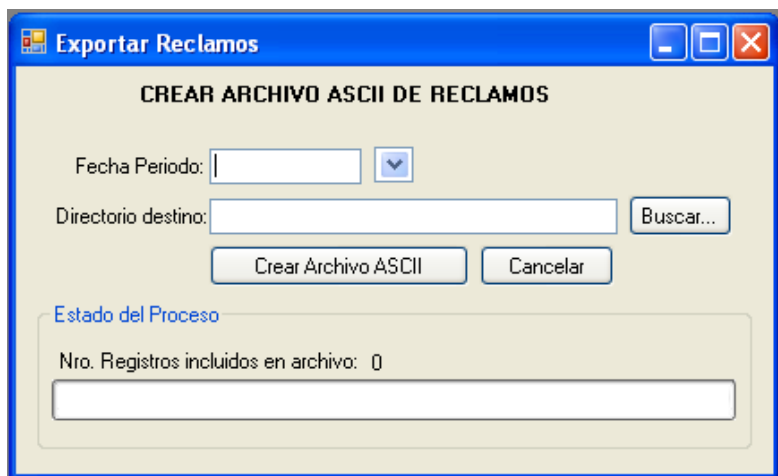 Exportar Reclamos
CREAR ARCHIVO ASCII DE RECLAMOS
Fecha Periodo:
Directorio destino: Buscar...
Crear Archivo ASCII Cancelar
Estado del Proceso
Nro. Registros incluidos en archivo: 0